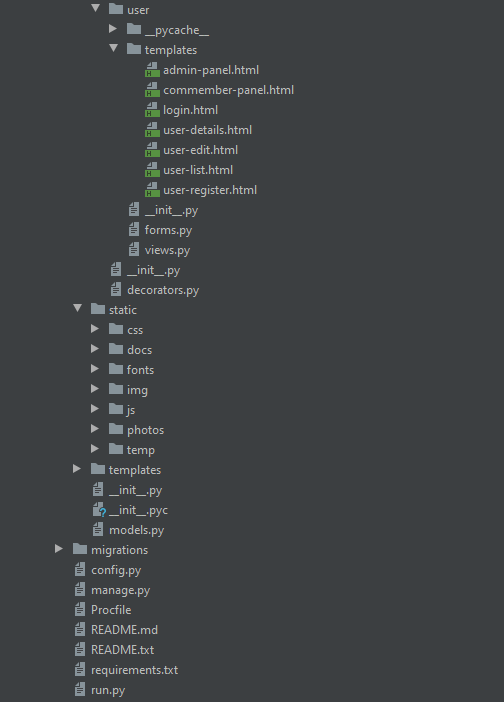 user
__pycache__
templates
admin-panel.html
commember-panel.html
login.html
user-details.html
user-edit.html
user-list.html
user-register.html
__init__.py
forms.py
views.py
__init__.py
decorators.py
static
css
docs
fonts
img
js
photos
temp
templates
__init__.py
__init__.pyc
models.py
migrations
config.py
manage.py
Procfile
README.md
README.txt
requirements.txt
run.py